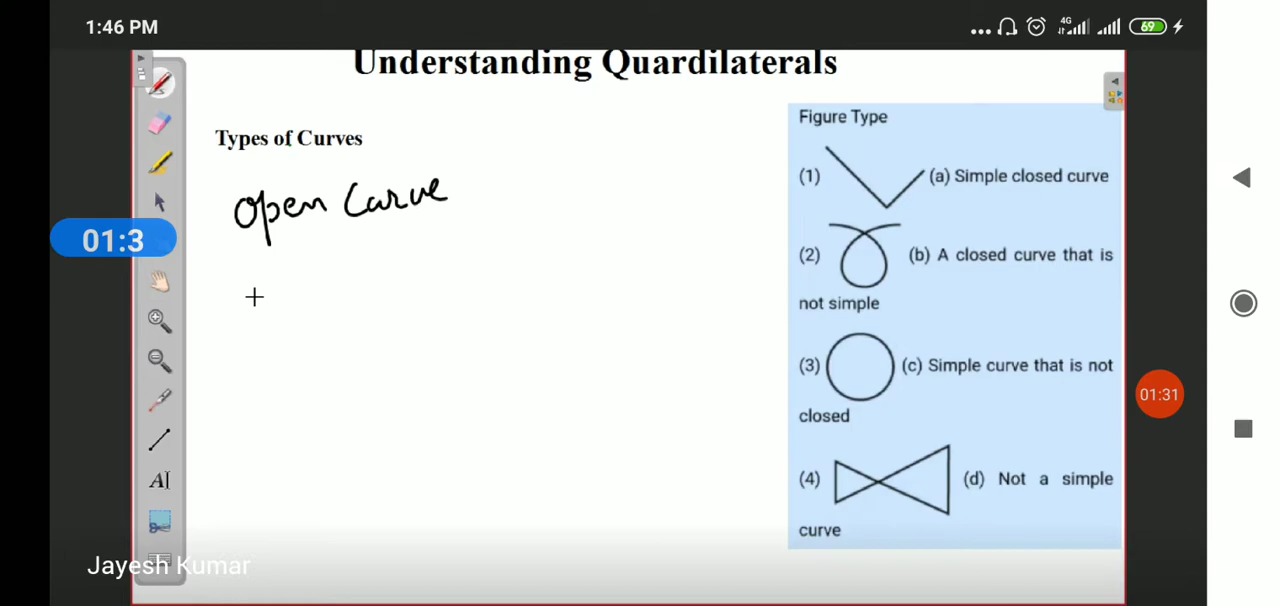 1:46 PM
4G
69
Understanding Quardilaterals
Types of Curves
Open Curve
01:3
A
Figure Type
(1) (a) Simple closed curve
(2) (b) A closed curve that is
not simple
(3) (c) Simple curve that is not
closed
(4) (d) Not a simple
curve
01:31
Jayesh Kumar